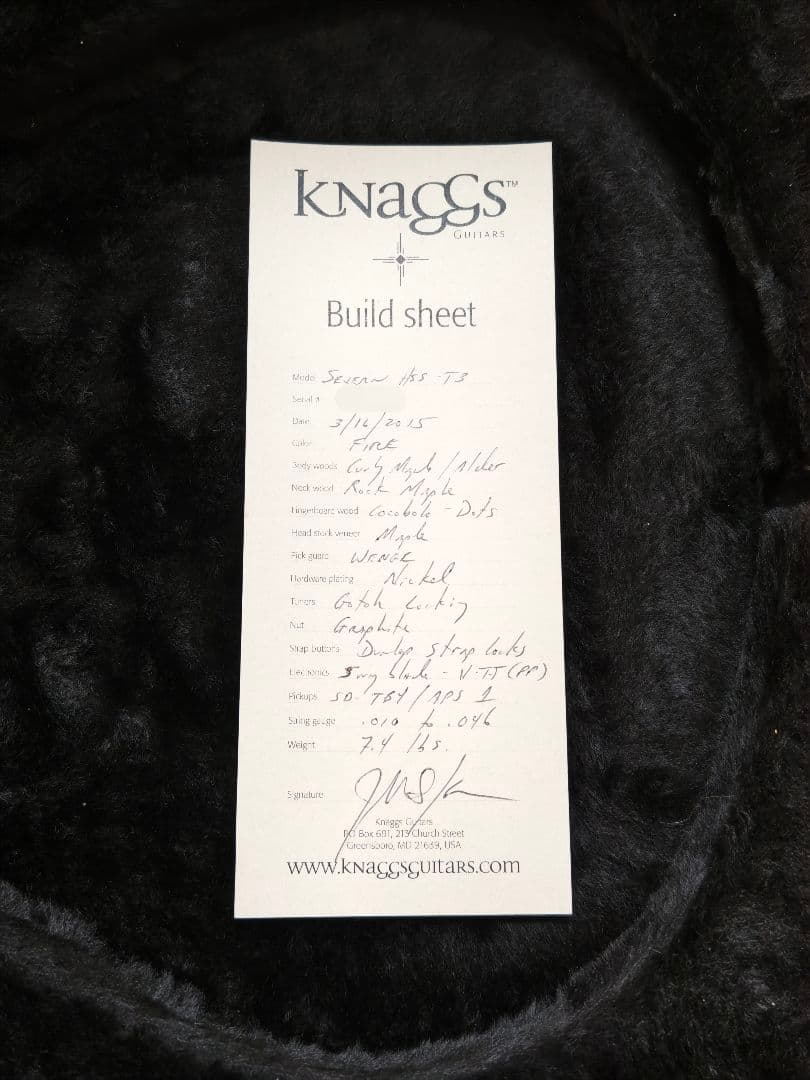 KNaGGS™
GUITARS
Build sheet
Model SEVERN HSS - T3
Serial #
Date 3/16/2015
Color FIRE
Body woods Curly Maple / Alder
Neck wood Rock Maple
Fingerboard wood Cocobolo - Dots
Head stock veneer Maple
Pick guard WENGE
Hardware plating Nickel
Tuners Gotoh Locking
Nut Graphite
Strap buttons Dunlop Strap locks
Electronics 5 way blade - V-TT (PP)
Pickups SD- TB4 / APS 1
String gauge .010 to .046
Weight 7.4 lbs.
Signature
Knaggs Guitars
PO Box 691, 213 Church Street
Greensboro, MD 21639, USA
www.knaggsguitars.com